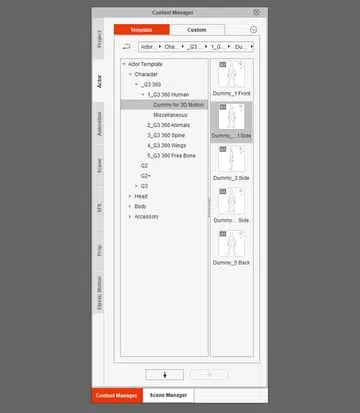 Content Manager
Template
Custom
Actor... Cha... _G3 ... 1_G... Du...
Project
Actor
Animation
Scene
SFX
Prop
Elastic Motion
Actor Template
Character
_G3 360
1_G3 360 Human
Dummy for 3D Motion
Miscellaneous
2_G3 360 Animals
3_G3 360 Spine
4_G3 360 Wings
5_G3 360 Free Bone
G2
G2+
G3
Head
Body
Accessory
G3
Dummy_1 Front
G3
Dummy_...t Side
G3
Dummy_3 Side
G3
Dummy_... Side
G3
Dummy_5 Back
Content Manager
Scene Manager